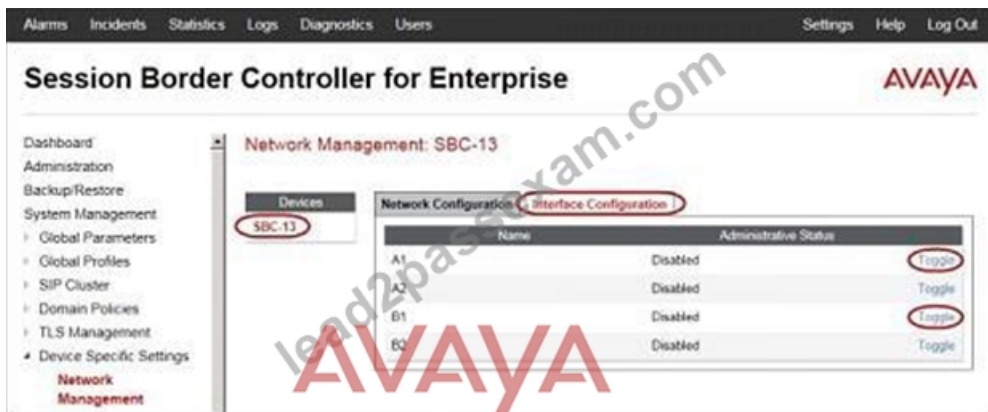 Alarms Incidents Statistics Logs Diagnostics Users Settings Help Log Out
Session Border Controller for Enterprise
AVAYA
Dashboard
Administration
Backup/Restore
System Management
Global Parameters
Global Profiles
SIP Cluster
Domain Policies
TLS Management
Device Specific Settings
Network
Management
Network Management: SBC-13
Devices
SBC-13
Network Configuration Interface Configuration
Name Administrative Status
A1 Disabled Toggle
A2 Disabled Toggle
B1 Disabled Toggle
B2 Disabled Toggle
lead2passexam.com
AVAYA